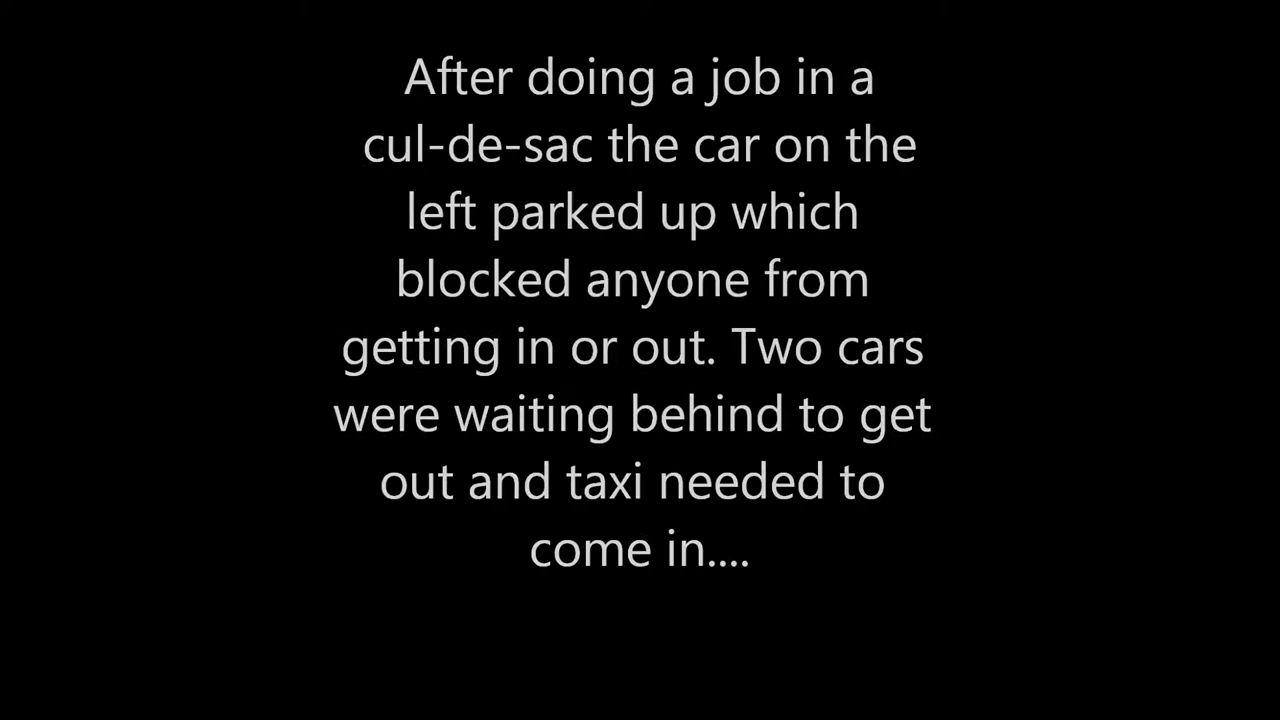 After doing a job in a
cul-de-sac the car on the
left parked up which
blocked anyone from
getting in or out. Two cars
were waiting behind to get
out and taxi needed to
come in....